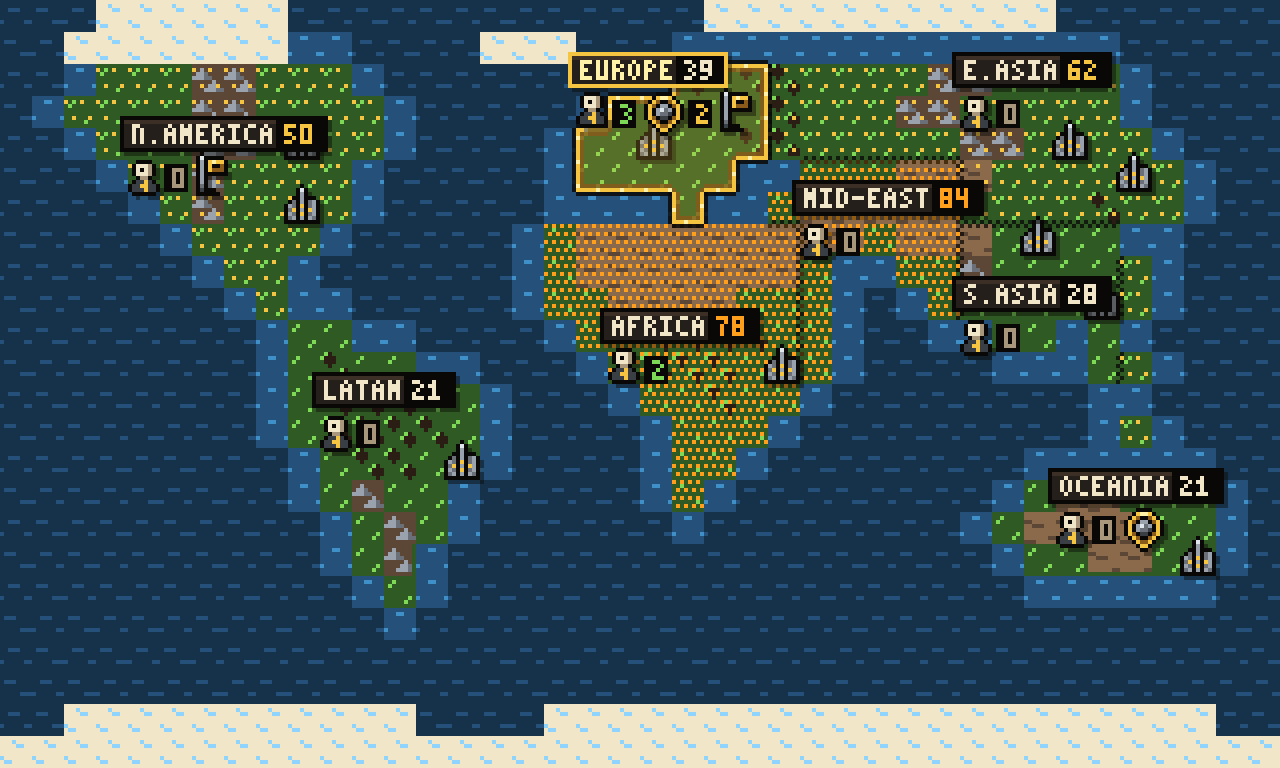 EUROPE 39
E.ASIA 62
3 2
0
N.AMERICA 50
0
MID-EAST 84
0
S.ASIA 28
0
AFRICA 78
2
LATAM 21
0
OCEANIA 21
0